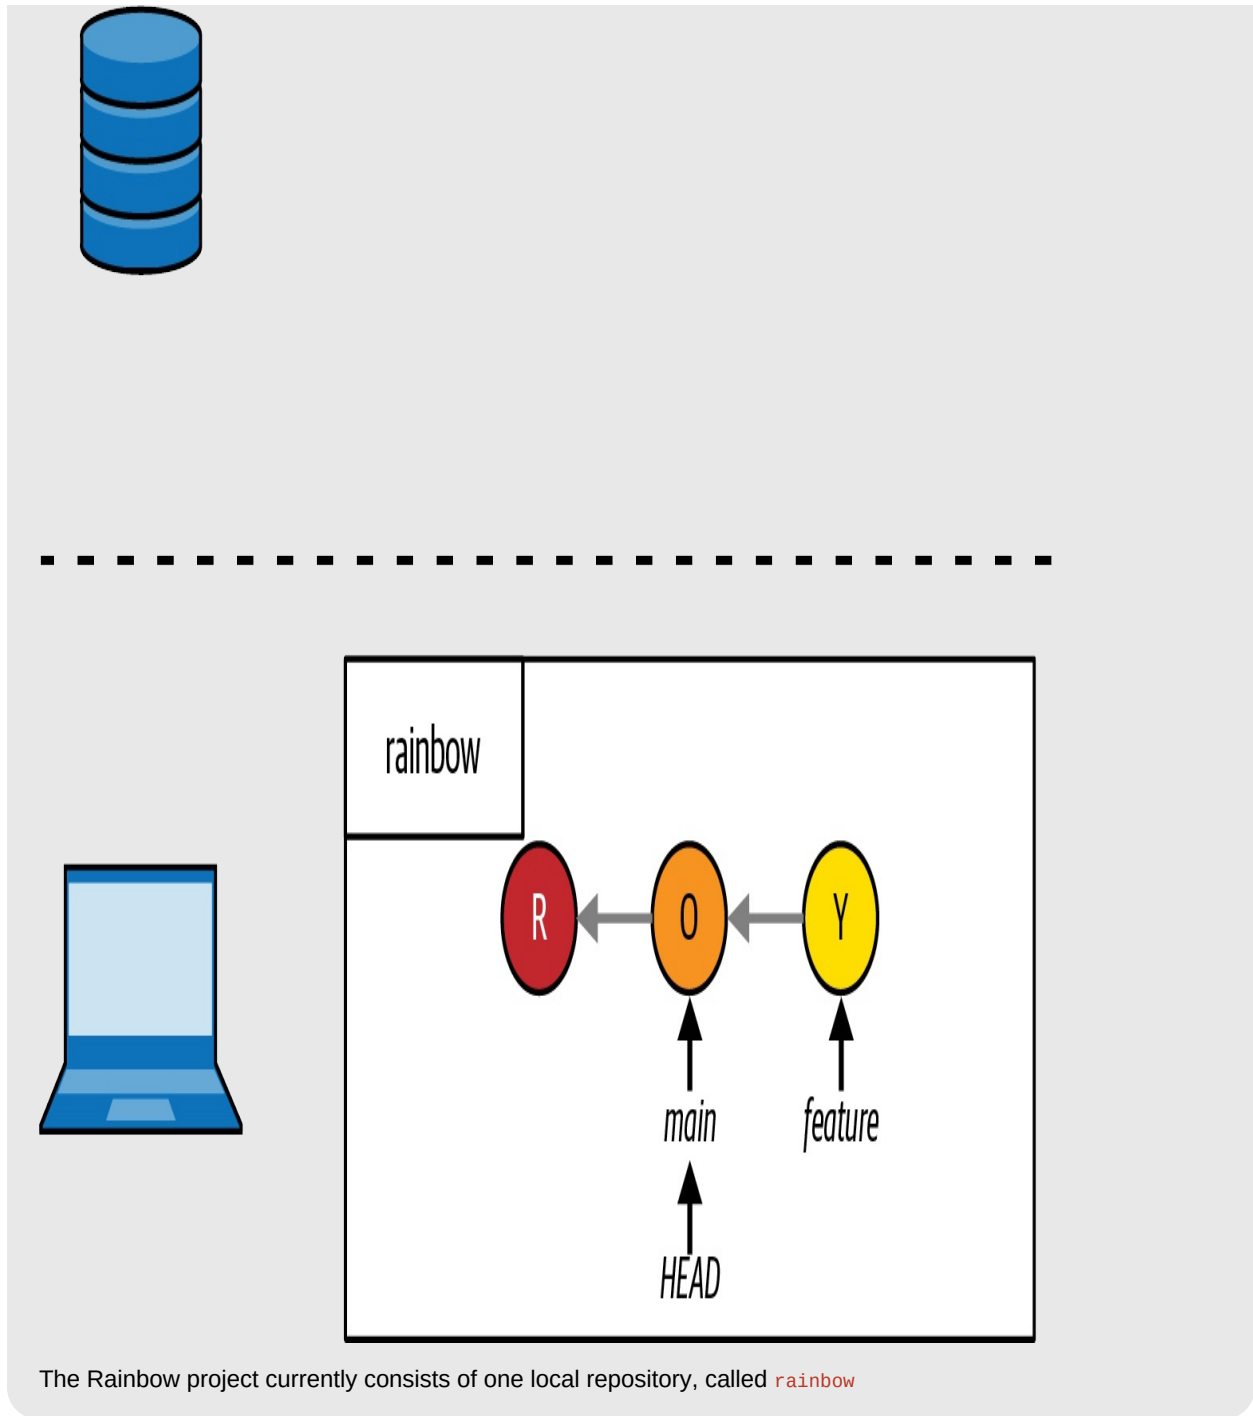 rainbow
R O Y
main feature
HEAD
The Rainbow project currently consists of one local repository, called rainbow